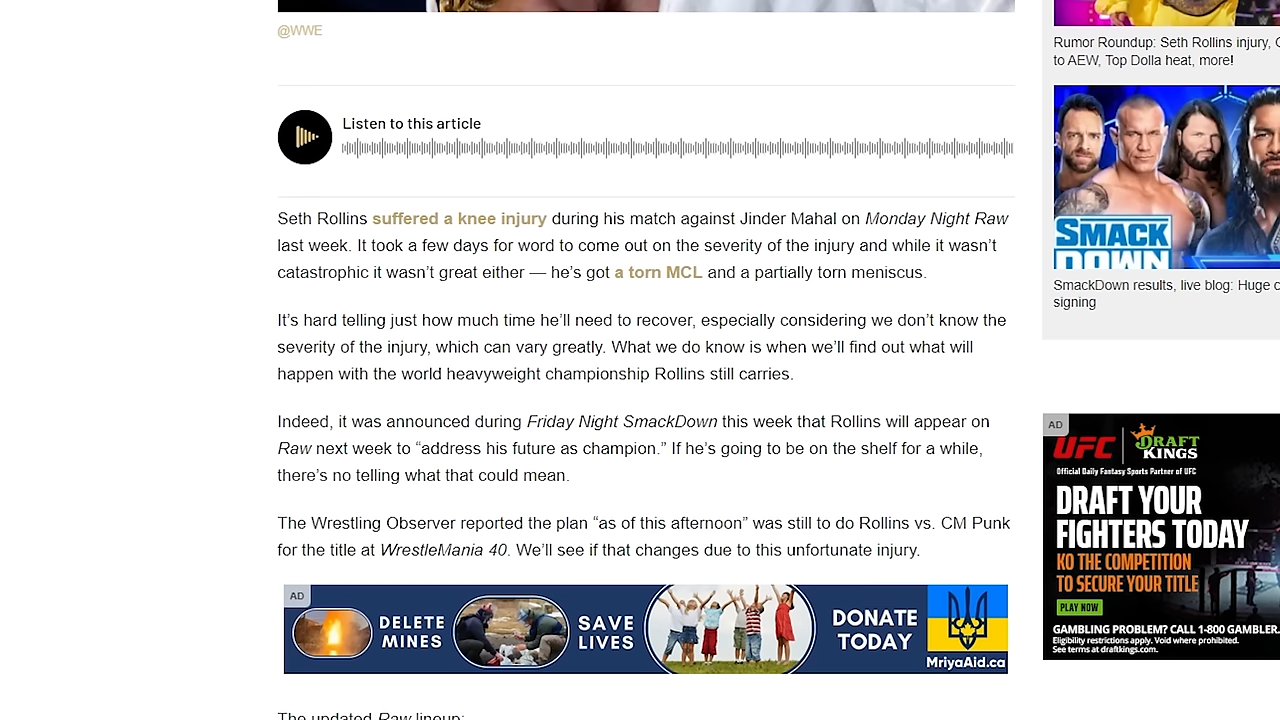 @WWE
Listen to this article
Seth Rollins suffered a knee injury during his match against Jinder Mahal on Monday Night Raw
last week. It took a few days for word to come out on the severity of the injury and while it wasn’t
catastrophic it wasn’t great either — he’s got a torn MCL and a partially torn meniscus.
It’s hard telling just how much time he’ll need to recover, especially considering we don’t know the
severity of the injury, which can vary greatly. What we do know is when we’ll find out what will
happen with the world heavyweight championship Rollins still carries.
Indeed, it was announced during Friday Night SmackDown this week that Rollins will appear on
Raw next week to “address his future as champion.” If he’s going to be on the shelf for a while,
there’s no telling what that could mean.
The Wrestling Observer reported the plan “as of this afternoon” was still to do Rollins vs. CM Punk
for the title at WrestleMania 40. We’ll see if that changes due to this unfortunate injury.
AD
DELETE
MINES
SAVE
LIVES
DONATE
TODAY
MriyaAid.ca
The updated Raw lineup:
Rumor Roundup: Seth Rollins injury,
to AEW, Top Dolla heat, more!
SMACK
DOWN
SmackDown results, live blog: Huge
signing
AD
UFC
DRAFT
KINGS
Official Daily Fantasy Sports Partner of UFC
DRAFT YOUR
FIGHTERS TODAY
KO THE COMPETITION
TO SECURE YOUR TITLE
PLAY NOW
GAMBLING PROBLEM? CALL 1-800 GAMBLER.
Eligibility restrictions apply. Void where prohibited.
See terms at draftkings.com.